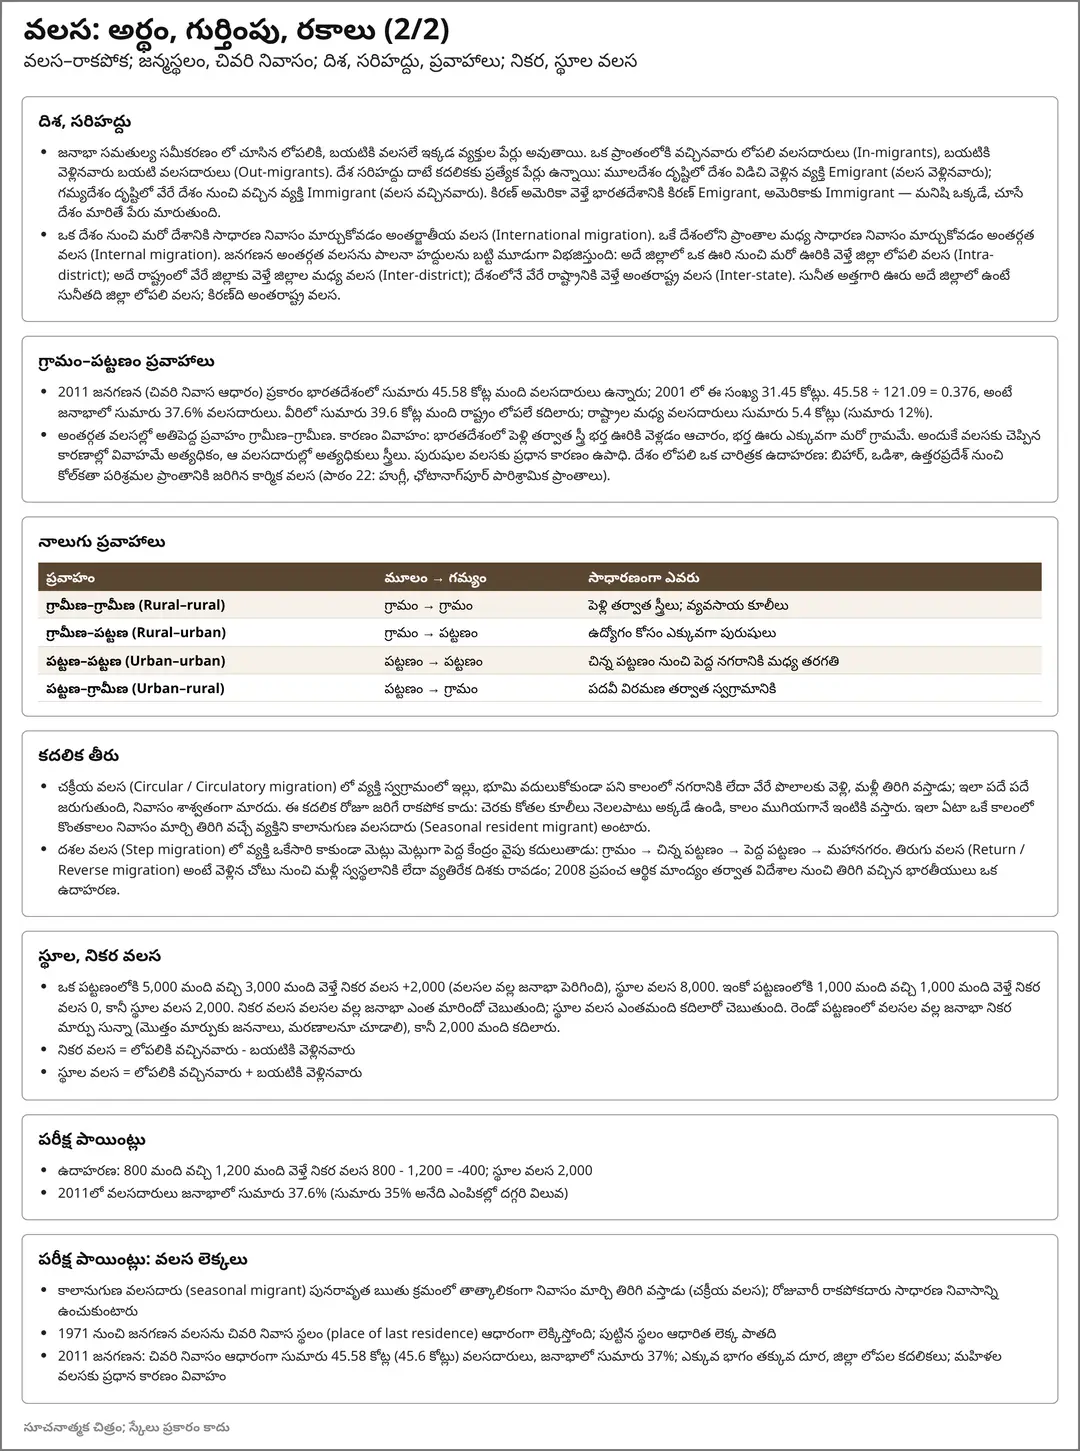 వలస: అర్థం, గుర్తింపు, రకాలు (2/2)
వలస–రాకపోక; జన్మస్థలం, చివరి నివాసం; దిశ, సరిహద్దు, ప్రవాహాలు; నికర, స్థూల వలస
దిశ, సరిహద్దు
• జనాభా సమతుల్య సమీకరణం లో చూసిన లోపలికి, బయటికి వలసలే ఇక్కడ వ్యక్తుల పేర్లు అవుతాయి. ఒక ప్రాంతంలోకి వచ్చినవారు లోపలి వలసదారులు (In-migrants), బయటికి
వెళ్లినవారు బయటి వలసదారులు (Out-migrants). దేశ సరిహద్దు దాటే కదలికకు ప్రత్యేక పేర్లు ఉన్నాయి: మూలదేశం దృష్టిలో దేశం విడిచి వెళ్లిన వ్యక్తి Emigrant (వలస వెళ్లినవారు);
గమ్యదేశం దృష్టిలో వేరే దేశం నుంచి వచ్చిన వ్యక్తి Immigrant (వలస వచ్చినవారు). కిరణ్ అమెరికా వెళ్తే భారతదేశానికి కిరణ్ Emigrant, అమెరికాకు Immigrant — మనిషి ఒక్కడే, చూసే
దేశం మారితే పేరు మారుతుంది.
• ఒక దేశం నుంచి మరో దేశానికి సాధారణ నివాసం మార్చుకోవడం అంతర్జాతీయ వలస (International migration). ఒకే దేశంలోని ప్రాంతాల మధ్య సాధారణ నివాసం మార్చుకోవడం అంతర్గత
వలస (Internal migration). జనగణన అంతర్గత వలసను పాలనా హద్దులను బట్టి మూడుగా విభజిస్తుంది: అదే జిల్లాలో ఒక ఊరి నుంచి మరో ఊరికి వెళ్తే జిల్లా లోపలి వలస (Intra-
district); అదే రాష్ట్రంలో వేరే జిల్లాకు వెళ్తే జిల్లాల మధ్య వలస (Inter-district); దేశంలోనే వేరే రాష్ట్రానికి వెళ్తే అంతరాష్ట్ర వలస (Inter-state). సునీత అత్తగారి ఊరు అదే జిల్లాలో ఉంటే
సునీతది జిల్లా లోపలి వలస; కిరణ్‌ది అంతరాష్ట్ర వలస.
గ్రామం–పట్టణం ప్రవాహాలు
• 2011 జనగణన (చివరి నివాస ఆధారం) ప్రకారం భారతదేశంలో సుమారు 45.58 కోట్ల మంది వలసదారులు ఉన్నారు; 2001 లో ఈ సంఖ్య 31.45 కోట్లు. 45.58 ÷ 121.09 = 0.376, అంటే
జనాభాలో సుమారు 37.6% వలసదారులు. వీరిలో సుమారు 39.6 కోట్ల మంది రాష్ట్రం లోపలే కదిలారు; రాష్ట్రాల మధ్య వలసదారులు సుమారు 5.4 కోట్లు (సుమారు 12%).
• అంతర్గత వలసల్లో అతిపెద్ద ప్రవాహం గ్రామీణ–గ్రామీణ. కారణం వివాహం: భారతదేశంలో పెళ్లి తర్వాత స్త్రీ భర్త ఊరికి వెళ్లడం ఆచారం, భర్త ఊరు ఎక్కువగా మరో గ్రామమే. అందుకే వలసకు చెప్పిన
కారణాల్లో వివాహమే అత్యధికం, ఆ వలసదారుల్లో అత్యధికులు స్త్రీలు. పురుషుల వలసకు ప్రధాన కారణం ఉపాధి. దేశం లోపలి ఒక చారిత్రక ఉదాహరణ: బిహార్, ఒడిశా, ఉత్తరప్రదేశ్ నుంచి
కోల్‌కతా పరిశ్రమల ప్రాంతానికి జరిగిన కార్మిక వలస (పాఠం 22: హుగ్లీ, ఛోటానాగ్‌పూర్ పారిశ్రామిక ప్రాంతాలు).
నాలుగు ప్రవాహాలు
ప్రవాహం మూలం → గమ్యం సాధారణంగా ఎవరు
గ్రామీణ–గ్రామీణ (Rural–rural) గ్రామం → గ్రామం పెళ్లి తర్వాత స్త్రీలు; వ్యవసాయ కూలీలు
గ్రామీణ–పట్టణ (Rural–urban) గ్రామం → పట్టణం ఉద్యోగం కోసం ఎక్కువగా పురుషులు
పట్టణ–పట్టణ (Urban–urban) పట్టణం → పట్టణం చిన్న పట్టణం నుంచి పెద్ద నగరానికి మధ్య తరగతి
పట్టణ–గ్రామీణ (Urban–rural) పట్టణం → గ్రామం పదవీ విరమణ తర్వాత స్వగ్రామానికి
కదలిక తీరు
• చక్రీయ వలస (Circular / Circulatory migration) లో వ్యక్తి స్వగ్రామంలో ఇల్లు, భూమి వదులుకోకుండా పని కాలంలో నగరానికి లేదా వేరే పొలాలకు వెళ్లి, మళ్లీ తిరిగి వస్తాడు; ఇలా పదే పదే
జరుగుతుంది, నివాసం శాశ్వతంగా మారదు. ఈ కదలిక రోజూ జరిగే రాకపోక కాదు: చెరకు కోతల కూలీలు నెలలపాటు అక్కడే ఉండి, కాలం ముగియగానే ఇంటికి వస్తారు. ఇలా ఏటా ఒకే కాలంలో
కొంతకాలం నివాసం మార్చి తిరిగి వచ్చే వ్యక్తిని కాలానుగుణ వలసదారు (Seasonal resident migrant) అంటారు.
• దశల వలస (Step migration) లో వ్యక్తి ఒకేసారి కాకుండా మెట్లు మెట్లుగా పెద్ద కేంద్రం వైపు కదులుతాడు: గ్రామం → చిన్న పట్టణం → పెద్ద పట్టణం → మహానగరం. తిరుగు వలస (Return /
Reverse migration) అంటే వెళ్లిన చోటు నుంచి మళ్లీ స్వస్థలానికి లేదా వ్యతిరేక దిశకు రావడం; 2008 ప్రపంచ ఆర్థిక మాంద్యం తర్వాత విదేశాల నుంచి తిరిగి వచ్చిన భారతీయులు ఒక
ఉదాహరణ.
స్థూల, నికర వలస
• ఒక పట్టణంలోకి 5,000 మంది వచ్చి 3,000 మంది వెళ్తే నికర వలస +2,000 (వలసల వల్ల జనాభా పెరిగింది), స్థూల వలస 8,000. ఇంకో పట్టణంలోకి 1,000 మంది వచ్చి 1,000 మంది వెళ్తే నికర
వలస 0, కానీ స్థూల వలస 2,000. నికర వలస వలసల వల్ల జనాభా ఎంత మారిందో చెబుతుంది; స్థూల వలస ఎంతమంది కదిలారో చెబుతుంది. రెండో పట్టణంలో వలసల వల్ల జనాభా నికర
మార్పు సున్నా (మొత్తం మార్పుకు జననాలు, మరణాలనూ చూడాలి), కానీ 2,000 మంది కదిలారు.
• నికర వలస = లోపలికి వచ్చినవారు - బయటికి వెళ్లినవారు
• స్థూల వలస = లోపలికి వచ్చినవారు + బయటికి వెళ్లినవారు
పరీక్ష పాయింట్లు
• ఉదాహరణ: 800 మంది వచ్చి 1,200 మంది వెళ్తే నికర వలస 800 - 1,200 = -400; స్థూల వలస 2,000
• 2011లో వలసదారులు జనాభాలో సుమారు 37.6% (సుమారు 35% అనేది ఎంపికల్లో దగ్గరి విలువ)
పరీక్ష పాయింట్లు: వలస లెక్కలు
• కాలానుగుణ వలసదారు (seasonal migrant) పునరావృత ఋతు క్రమంలో తాత్కాలికంగా నివాసం మార్చి తిరిగి వస్తాడు (చక్రీయ వలస); రోజువారీ రాకపోకదారు సాధారణ నివాసాన్ని
ఉంచుకుంటారు
• 1971 నుంచి జనగణన వలసను చివరి నివాస స్థలం (place of last residence) ఆధారంగా లెక్కిస్తోంది; పుట్టిన స్థలం ఆధారిత లెక్క పాతది
• 2011 జనగణన: చివరి నివాసం ఆధారంగా సుమారు 45.58 కోట్ల (45.6 కోట్లు) వలసదారులు, జనాభాలో సుమారు 37%; ఎక్కువ భాగం తక్కువ దూర, జిల్లా లోపల కదలికలు; మహిళల
వలసకు ప్రధాన కారణం వివాహం
సూచనాత్మక చిత్రం; స్కేలు ప్రకారం కాదు